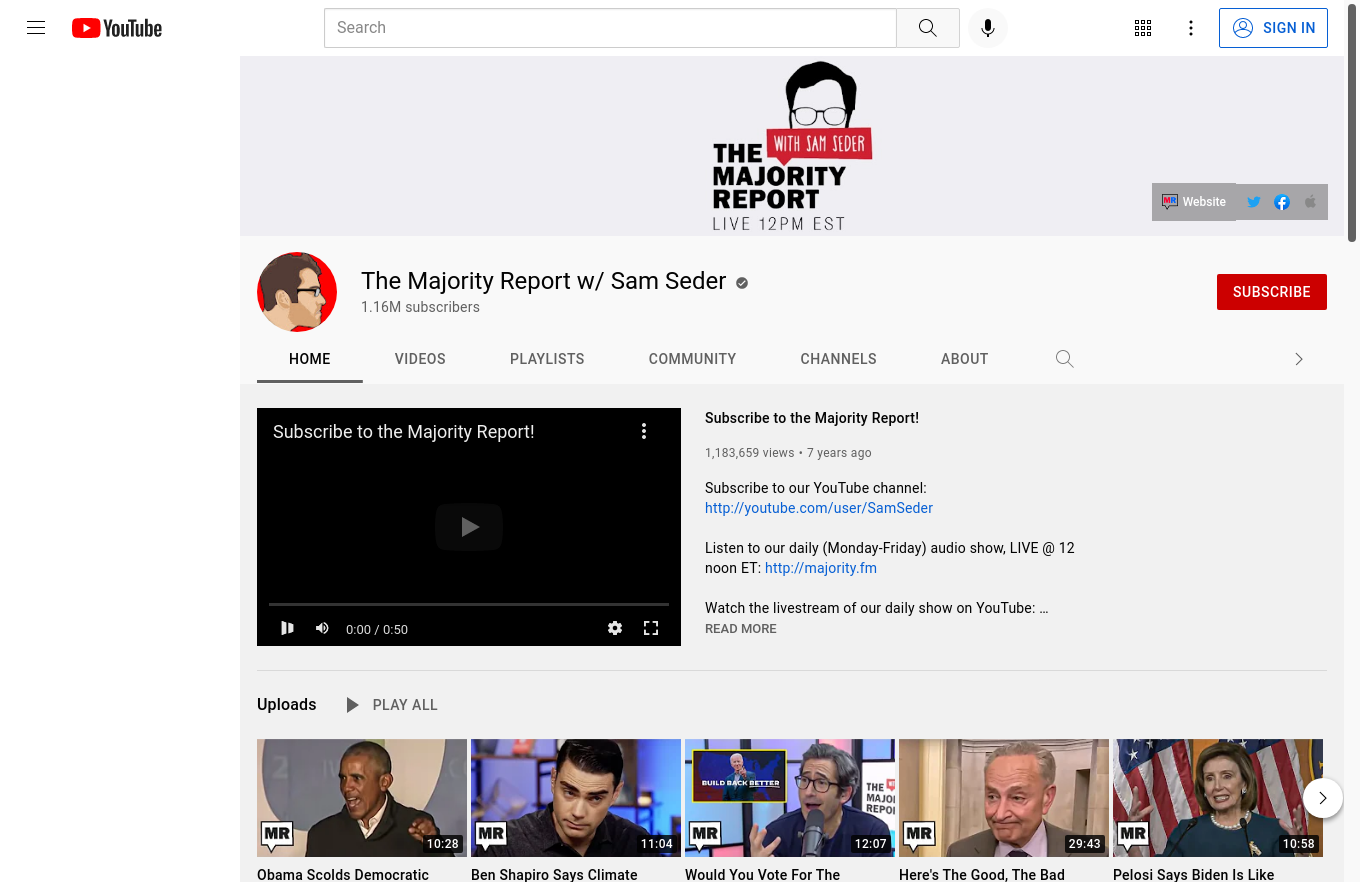 YouTube
Search
SIGN IN
WITH SAM SEDER
THE
MAJORITY
REPORT
LIVE 12PM EST
MR Website
The Majority Report w/ Sam Seder
1.16M subscribers
SUBSCRIBE
HOME VIDEOS PLAYLISTS COMMUNITY CHANNELS ABOUT
Subscribe to the Majority Report!
0:00 / 0:50
Subscribe to the Majority Report!
1,183,659 views • 7 years ago
Subscribe to our YouTube channel:
http://youtube.com/user/SamSeder
Listen to our daily (Monday-Friday) audio show, LIVE @ 12
noon ET: http://majority.fm
Watch the livestream of our daily show on YouTube: …
READ MORE
Uploads PLAY ALL
MR 10:28
MR 11:04
BUILD BACK BETTER
MR 12:07
MR 29:43
MR 10:58
Obama Scolds Democratic
Ben Shapiro Says Climate
Would You Vote For The
Here's The Good, The Bad
Pelosi Says Biden Is Like